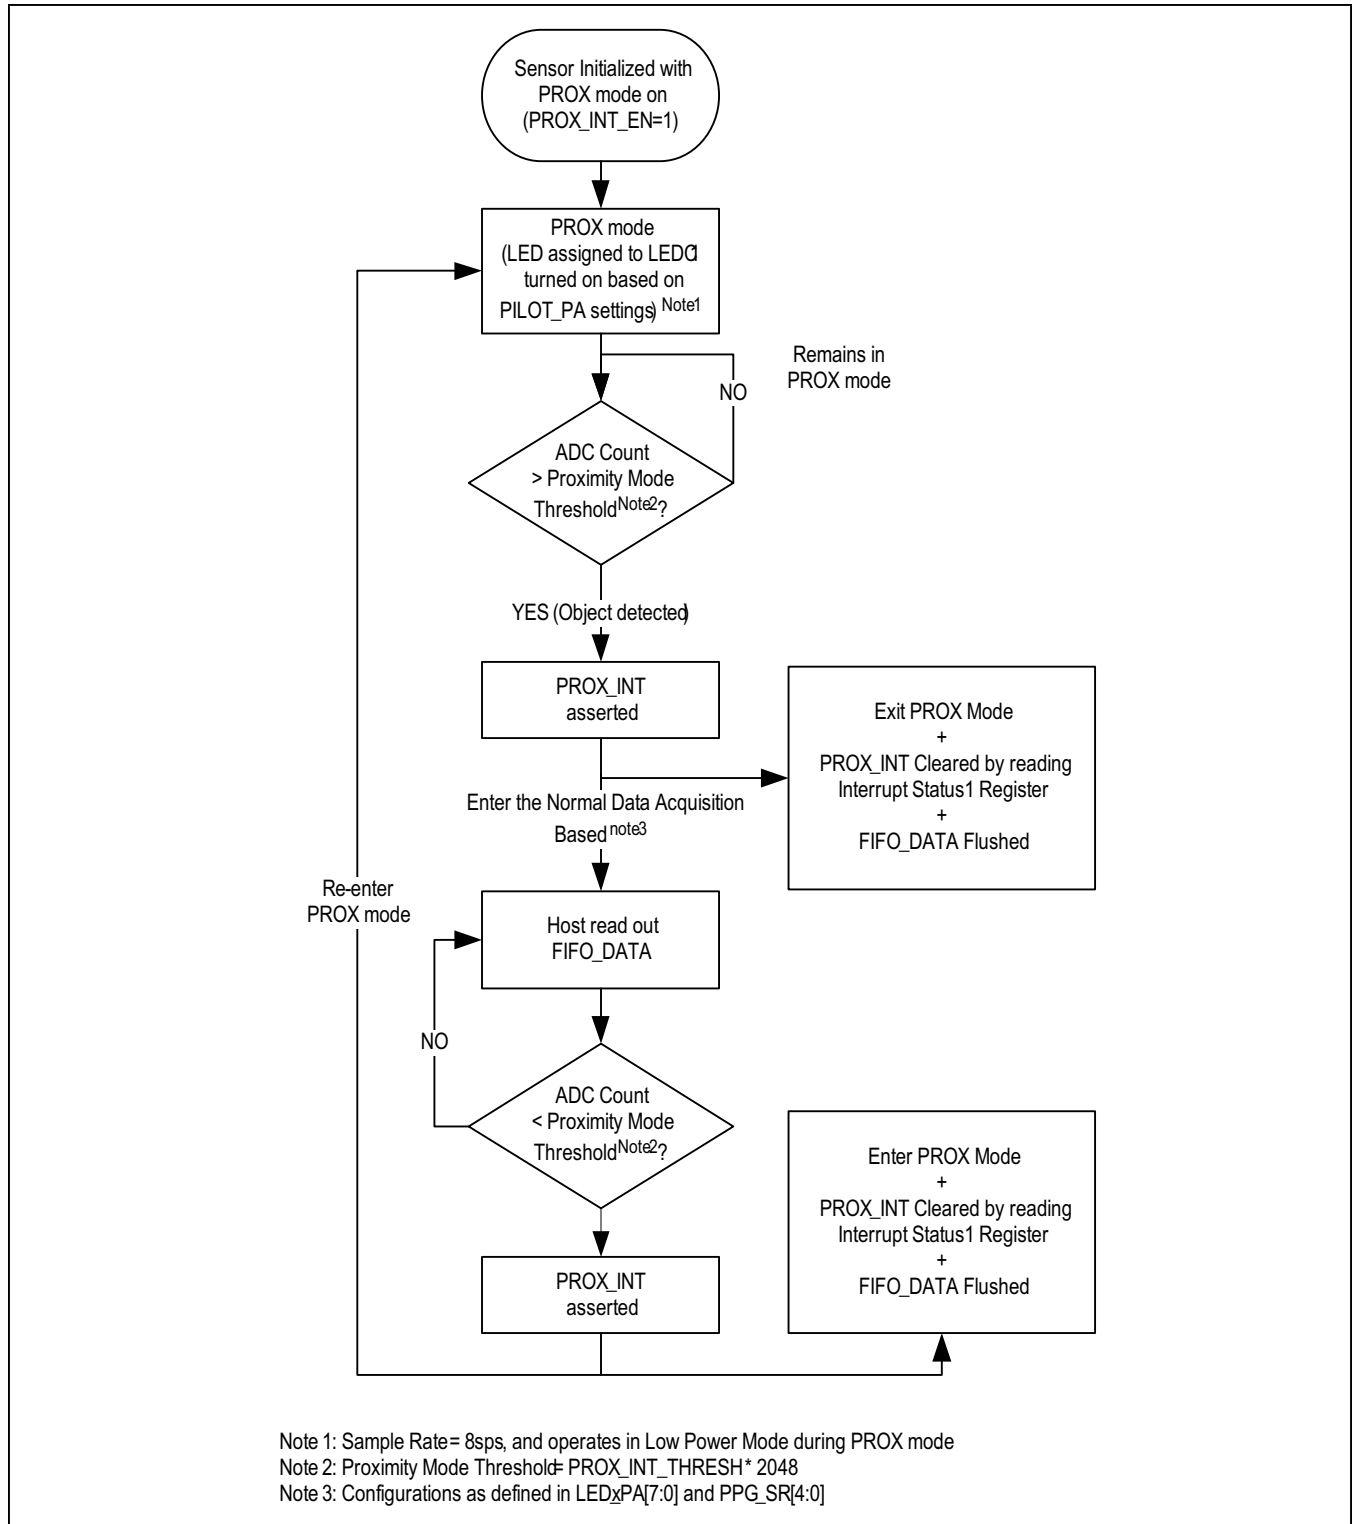 Sensor Initialized with
PROX mode on
(PROX_INT_EN=1)
PROX mode
(LED assigned to LEDC1
turned on based on
PILOT_PA settings) Note1
Remains in
PROX mode
NO
ADC Count
> Proximity Mode
Threshold Note2?
YES (Object detected)
PROX_INT
asserted
Exit PROX Mode
+
PROX_INT Cleared by reading
Interrupt Status1 Register
+
FIFO_DATA Flushed
Enter the Normal Data Acquisition
Based note3
Re-enter
PROX mode
Host read out
FIFO_DATA
NO
ADC Count
< Proximity Mode
Threshold Note2?
Enter PROX Mode
+
PROX_INT Cleared by reading
Interrupt Status1 Register
+
FIFO_DATA Flushed
PROX_INT
asserted
Note 1: Sample Rate = 8sps, and operates in Low Power Mode during PROX mode
Note 2: Proximity Mode Threshold = PROX_INT_THRESH * 2048
Note 3: Configurations as defined in LEDx_PA[7:0] and PPG_SR[4:0]